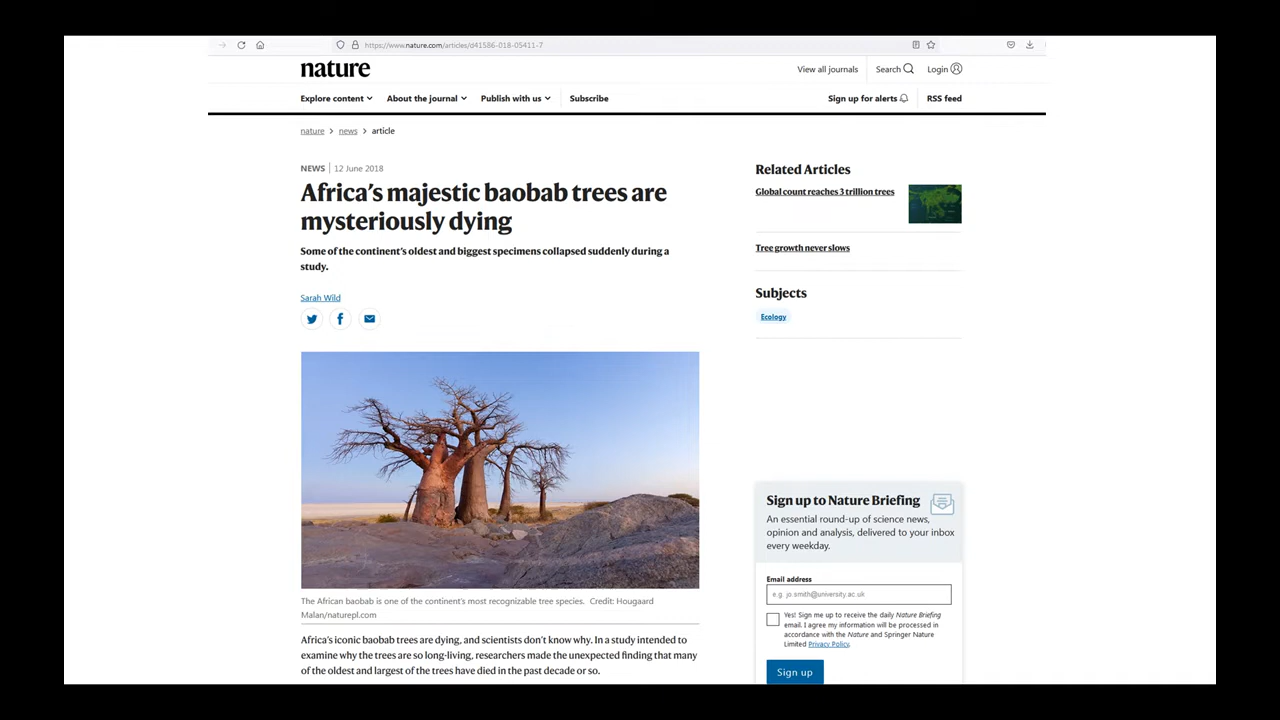 https://www.nature.com/articles/d41586-018-05411-7
nature
View all journals
Search
Login
Explore content
About the journal
Publish with us
Subscribe
Sign up for alerts
RSS feed
nature > news > article
NEWS | 12 June 2018
Africa's majestic baobab trees are
mysteriously dying
Some of the continent's oldest and biggest specimens collapsed suddenly during a
study.
Sarah Wild
The African baobab is one of the continent's most recognizable tree species. Credit: Hougaard
Malan/naturepl.com
Africa's iconic baobab trees are dying, and scientists don't know why. In a study intended to
examine why the trees are so long-living, researchers made the unexpected finding that many
of the oldest and largest of the trees have died in the past decade or so.
Related Articles
Global count reaches 3 trillion trees
Tree growth never slows
Subjects
Ecology
Sign up to Nature Briefing
An essential round-up of science news,
opinion and analysis, delivered to your inbox
every weekday.
Email address
e.g. jo.smith@university.ac.uk
Yes! Sign me up to receive the daily Nature Briefing
email. I agree my information will be processed in
accordance with the Nature and Springer Nature
Limited Privacy Policy.
Sign up